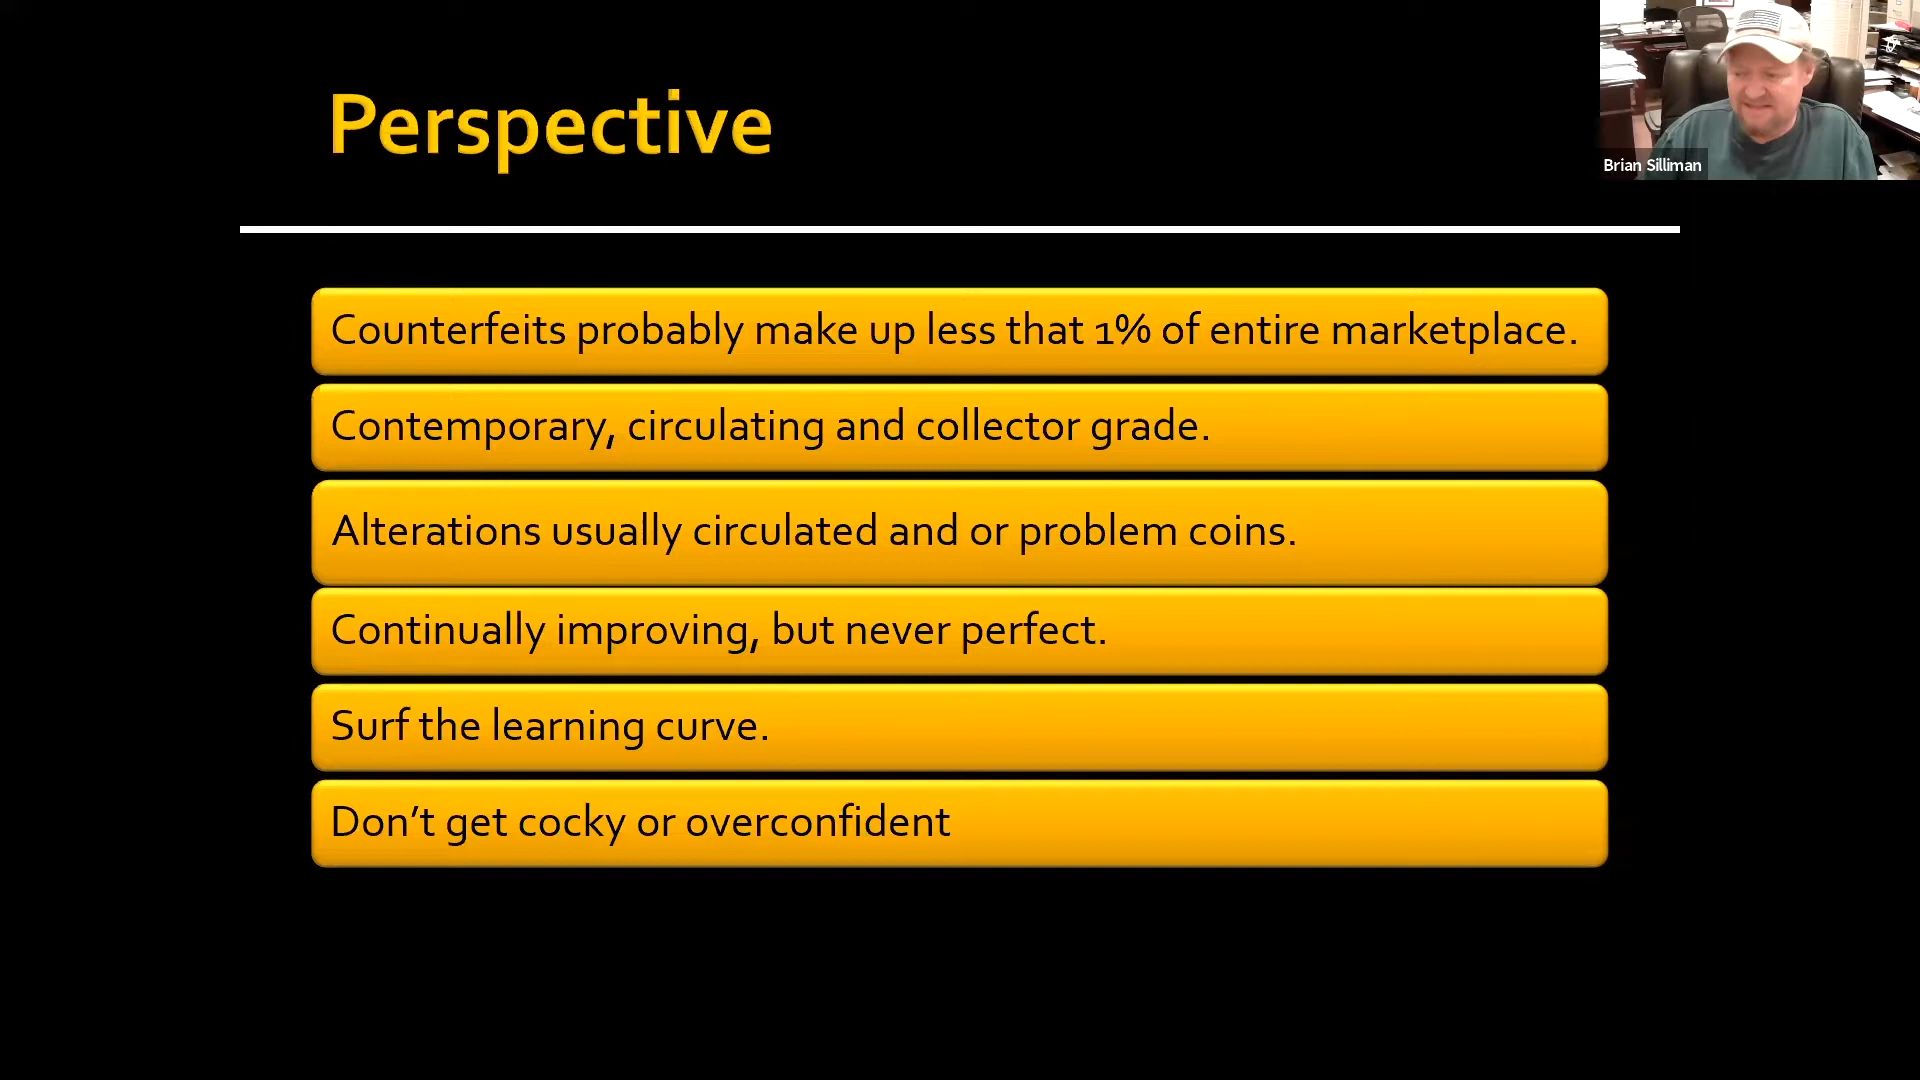 Perspective
Brian Silliman
Counterfeits probably make up less that 1% of entire marketplace.
Contemporary, circulating and collector grade.
Alterations usually circulated and or problem coins.
Continually improving, but never perfect.
Surf the learning curve.
Don’t get cocky or overconfident